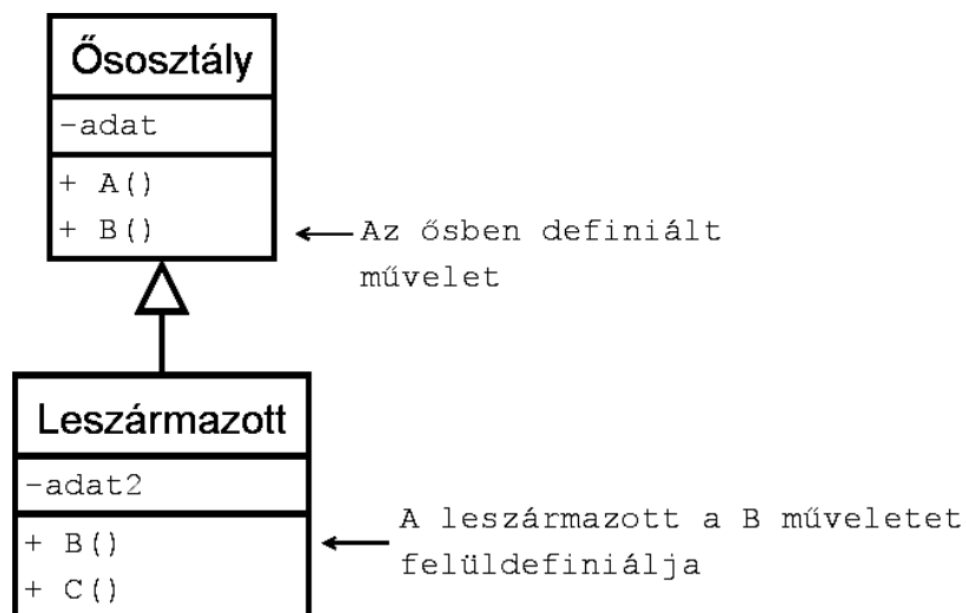 Ősosztály
-adat
+ A()
+ B()
Az ősben definiált
művelet
Leszármazott
-adat2
+ B()
+ C()
A leszármazott a B műveletet
felüldefiniálja